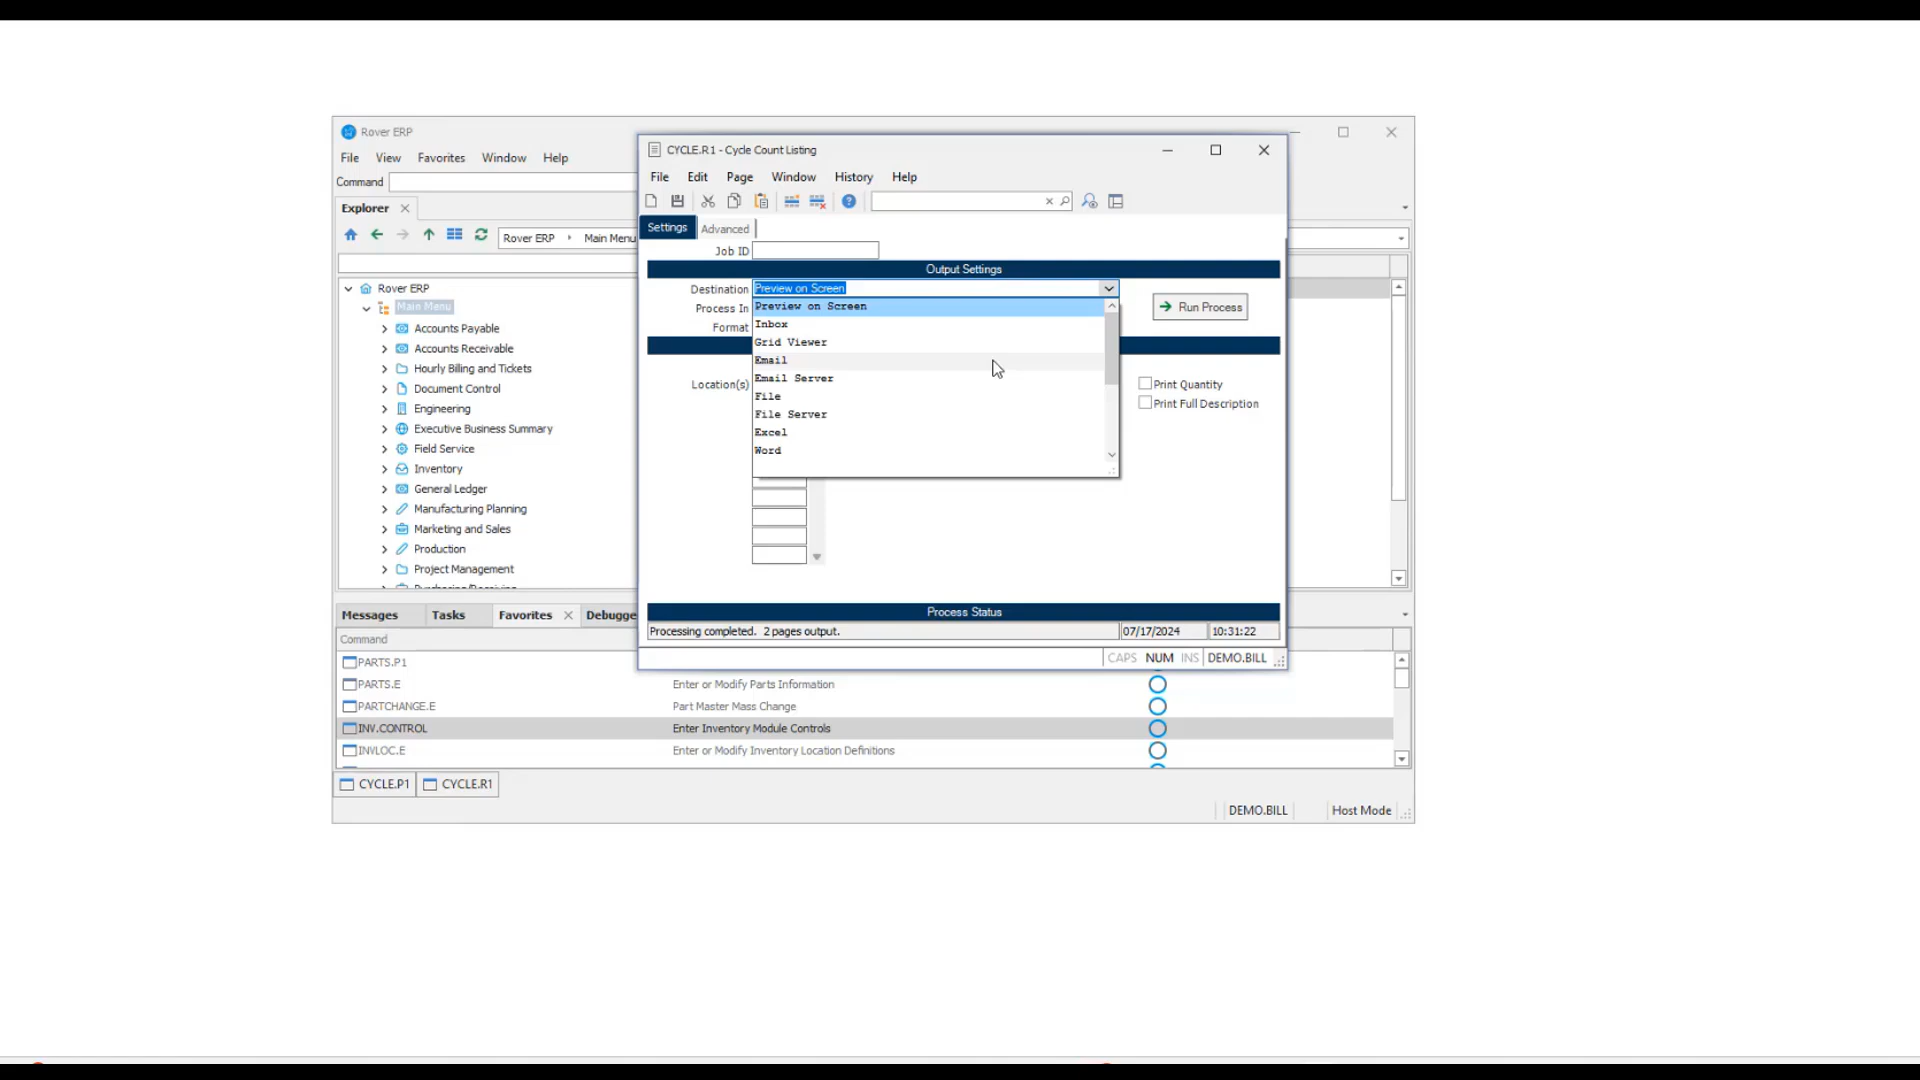 Rover ERP
File View Favorites Window Help
Command
Explorer
Rover ERP Main Menu
Rover ERP
Main Menu
Accounts Payable
Accounts Receivable
Hourly Billing and Tickets
Document Control
Engineering
Executive Business Summary
Field Service
Inventory
General Ledger
Manufacturing Planning
Marketing and Sales
Production
Project Management
CYCLE.R1 - Cycle Count Listing
File Edit Page Window History Help
Settings Advanced
Job ID
Output Settings
Destination Preview on Screen
Process In
Format
Run Process
Preview on Screen
Inbox
Grid Viewer
Email
Email Server
File
File Server
Excel
Word
Location(s)
Print Quantity
Print Full Description
Process Status
Processing completed. 2 pages output. 07/17/2024 10:31:22
CAPS NUM INS DEMO.BILL
Messages Tasks Favorites Debugge
Command
PARTS.P1
PARTS.E Enter or Modify Parts Information
PARTCHANGE.E Part Master Mass Change
INV.CONTROL Enter Inventory Module Controls
INVLOC.E Enter or Modify Inventory Location Definitions
CYCLE.P1 CYCLE.R1
DEMO.BILL Host Mode